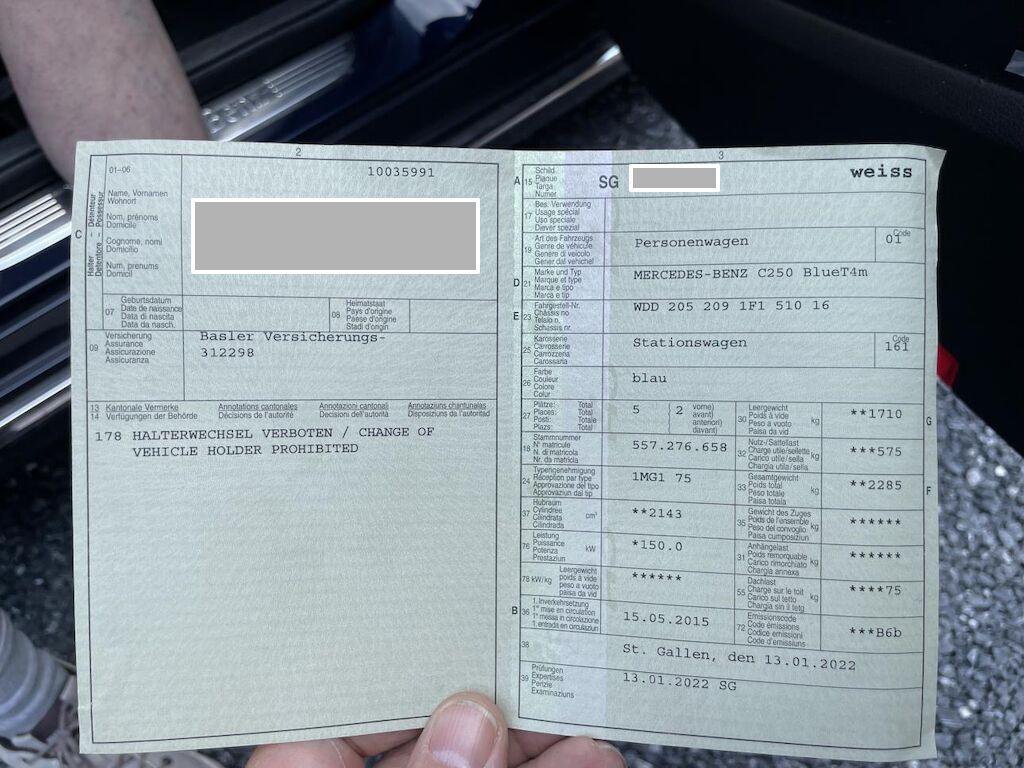 BENZ
2
01-06
10035991
Détenteur - Possessur
Halter - Detentore
C
Name, Vornamen
Wohnort
Nom, prénoms
Domicile
Cognome, nomi
Domicilio
Num, prenums
Domicil
07
Geburtsdatum
Date de naissance
Data di nascita
Data da nasch.
08
Heimatstaat
Pays d'origine
Paese d'origine
Stadi d'origin
09
Versicherung
Assurance
Assicurazione
Assicuranza
Basler Versicherungs-
312298
13 Kantonale Vermerke Annotations cantonales Annotazioni cantonali Annotaziuns chantunalas
14 Verfügungen der Behörde Décisions de l'autorité Decisioni dell'autorità Disposiziuns da l'autoritad
178 HALTERWECHSEL VERBOTEN / CHANGE OF
VEHICLE HOLDER PROHIBITED
3
A 15
Schild
Plaque
Targa
Numer
SG
weiss
17
Bes. Verwendung
Usage spécial
Uso speciale
Diever spezial
19
Art des Fahrzeugs
Genre de véhicule
Genere di veicolo
Gener dal vehichel
Personenwagen
Code
01
D 21
Marke und Typ
Marque et type
Marca e tipo
Marca e tip
MERCEDES-BENZ C250 BlueT4m
E 23
Fahrgestell-Nr.
Châssis no
Telaio n.
Schassis nr.
WDD 205 209 1F1 510 16
25
Karosserie
Carrosserie
Carrozzeria
Carossaria
Stationswagen
Code
161
26
Farbe
Couleur
Colore
Colur
blau
27
Plätze: Total
Places: Total
Posti: Totale
Plazs: Total
5
2
vorne)
avant)
anteriori)
davant)
30
Leergewicht
Poids à vide
Peso a vuoto
Paisa da vid
kg
**1710
G
18
Stammnummer
N° matricule
N. di matricola
Nr. da matricla
557.276.658
32
Nutz-/Sattellast
Charge utile/sellette
Carico utile/sella
Chargia utila/sella
kg
***575
24
Typengenehmigung
Réception par type
Approvazione del tipo
Approvaziun dal tip
1MG1 75
33
Gesamtgewicht
Poids total
Peso totale
Paisa totala
kg
**2285
F
37
Hubraum
Cylindrée
Cilindrata
Cilindrada
cm³
**2143
35
Gewicht des Zuges
Poids de l'ensemble
Peso del convoglio
Paisa cumposiziun
kg
******
76
Leistung
Puissance
Potenza
Prestaziun
kW
*150.0
31
Anhängelast
Poids remorquable
Carico rimorchiato
Chargia annexa
kg
******
78 kW/kg
Leergewicht
poids à vide
peso a vuoto
paisa da vid
******
55
Dachlast
Charge sur le toit
Carico sul tetto
Chargia sin il tetg
kg
****75
B 36
1. Inverkehrsetzung
1re mise en circulation
1a messa in circolazione
1. entrada en circulaziun
15.05.2015
72
Emissionscode
Code émissions
Codice emissioni
Code d'emissiuns
***B6b
38
St. Gallen, den 13.01.2022
39
Prüfungen
Expertises
Perizie
Examinaziuns
13.01.2022 SG